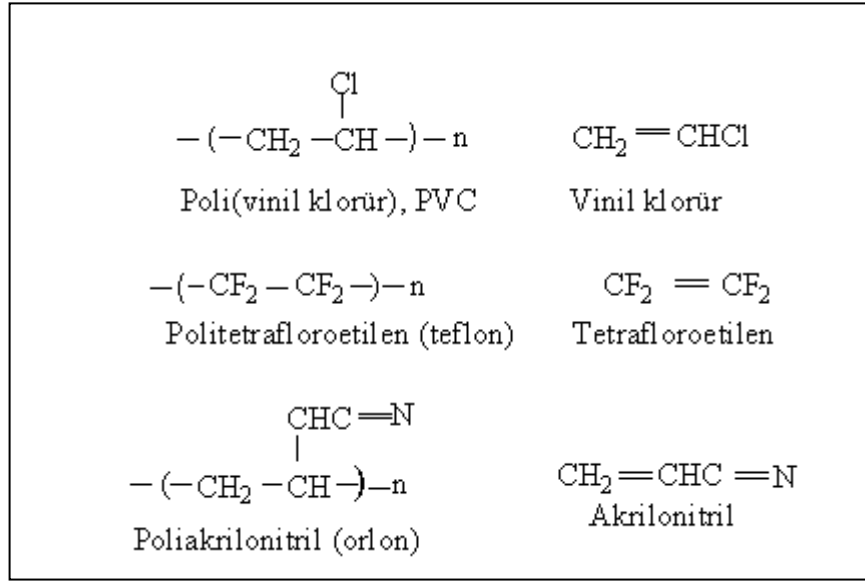 Cl
–(–CH₂–CH–)–n CH₂=CHCl
Poli(vinil klorür), PVC Vinil klorür
–(–CF₂–CF₂–)–n CF₂=CF₂
Politetrafloroetilen (teflon) Tetrafloroetilen
CHC=N
–(–CH₂–CH–)–n CH₂=CHC=N
Poliakrilonitril (orlon) Akrilonitril